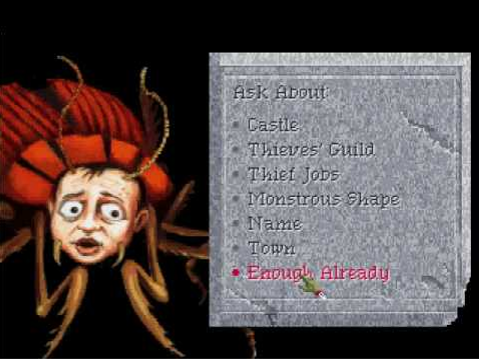 Ask About:
Castle
Thieves' Guild
Thief Jobs
Monstrous Shape
Name
Town
Enough Already